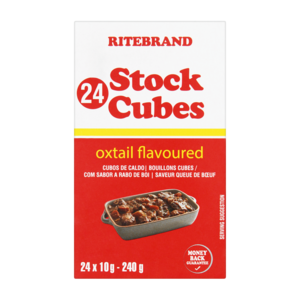 RITEBRAND
24 Stock
Cubes
oxtail flavoured
CUBOS DE CALDO | BOUILLONS CUBES /
COM SABOR A RABO DE BOI | SAVEUR QUEUE DE BŒUF
SERVING SUGGESTION
24 x 10g - 240 g
MONEY
BACK
GUARANTEE